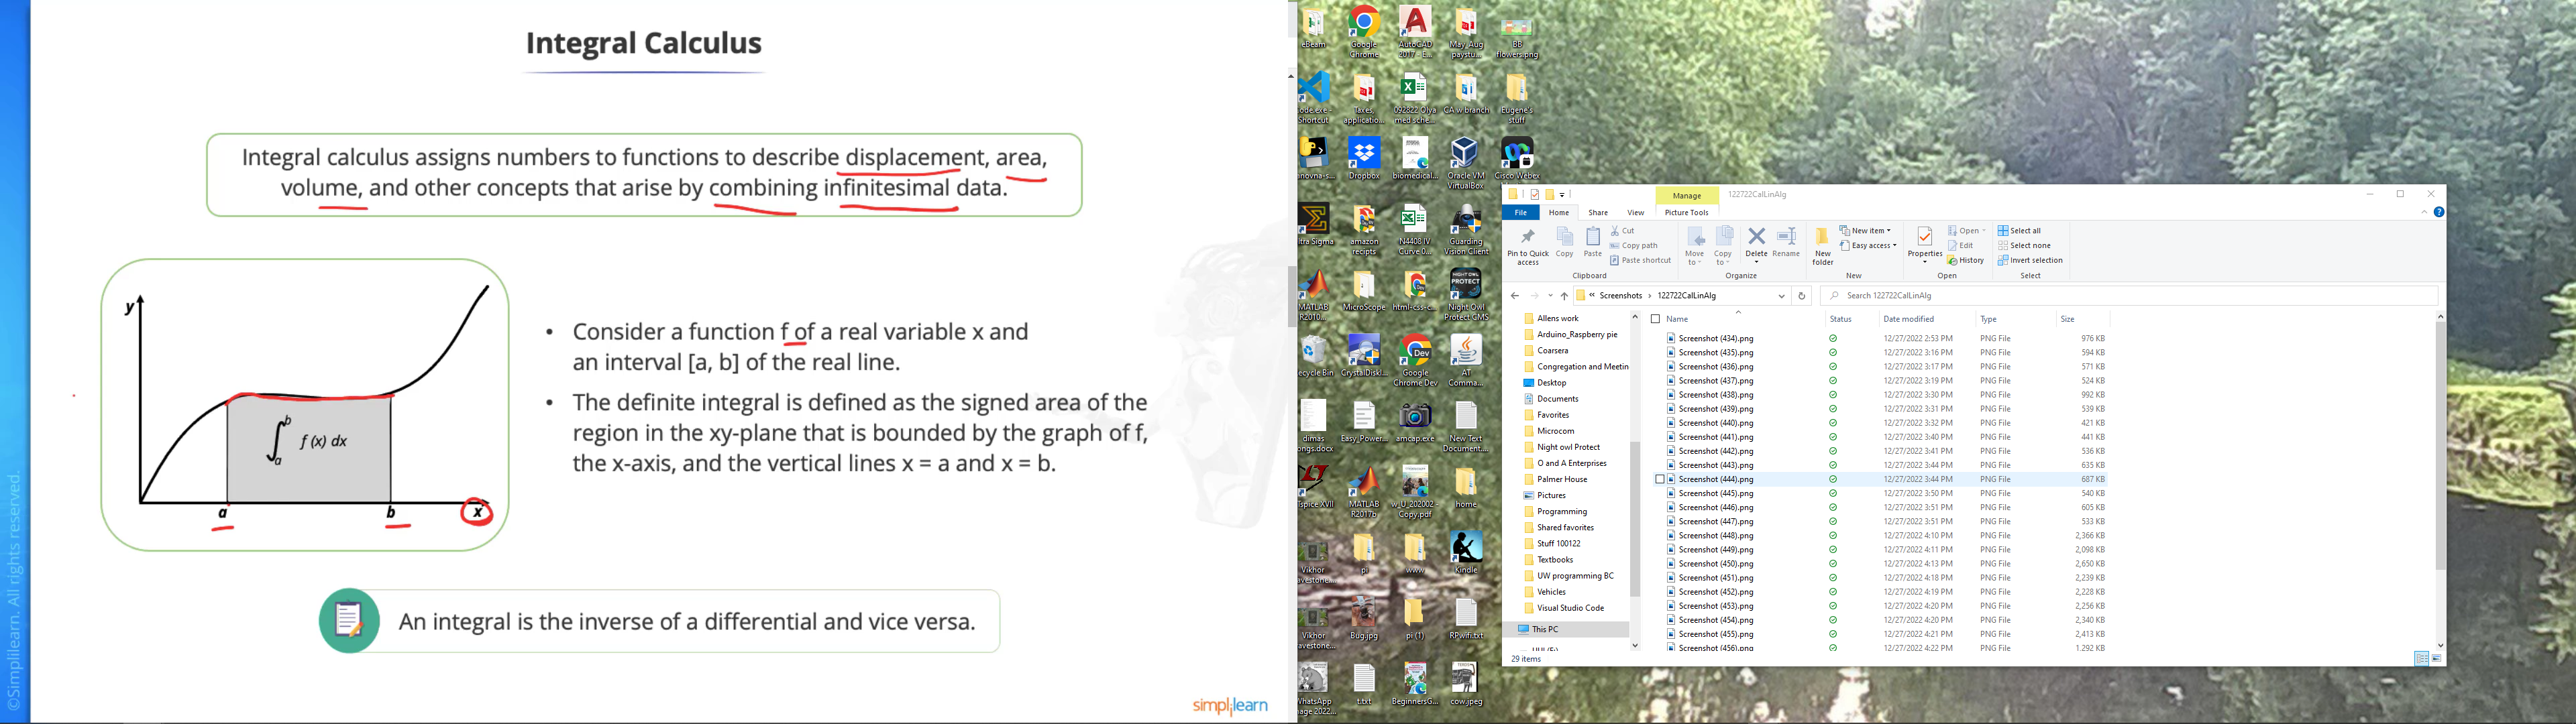 Integral Calculus
Integral calculus assigns numbers to functions to describe displacement, area,
volume, and other concepts that arise by combining infinitesimal data.
y
∫ₐᵇ f (x) dx
a
b
x
• Consider a function f of a real variable x and
an interval [a, b] of the real line.
• The definite integral is defined as the signed area of the
region in the xy-plane that is bounded by the graph of f,
the x-axis, and the vertical lines x = a and x = b.
An integral is the inverse of a differential and vice versa.
©Simplilearn. All rights reserved.
simplilearn
eBeam
Google
Chrome
AutoCAD
2017 - E...
May_Aug
paystu...
BB
flowers.png
Shortcut
Taxes,
applicatio...
092822 Olya
med sche...
CA w branch
Eugene's
stuff
Dropbox
biomedical...
Oracle VM
VirtualBox
Cisco Webex
amazon
recipts
N4408 IV
Curve 0...
Guarding
Vision Client
MATLAB
R2010...
MicroScope
html-css-c...
Night Owl
Protect CMS
ecycle Bin
CrystalDiskI...
Google
Chrome Dev
AT
Comma...
dimas
ongs.docx
Easy_Power...
amcap.exe
New Text
Document...
tspice XVII
MATLAB
R2017b
w_U_202002 -
Copy.pdf
home
Vikhor
avestone...
pi
www
Kindle
Vikhor
avestone...
Bug.jpg
pi (1)
RPwifi.txt
WhatsApp
age 2022...
t.txt
BeginnersG...
cow.jpeg
Manage
122722CalLinAlg
File
Home
Share
View
Picture Tools
Pin to Quick
access
Copy
Paste
Cut
Copy path
Paste shortcut
Clipboard
Move
to
Copy
to
Delete
Rename
Organize
New
folder
New item
Easy access
New
Properties
Open
Edit
History
Open
Select all
Select none
Invert selection
Select
« Screenshots › 122722CalLinAlg
Search 122722CalLinAlg
Allens work
Arduino_Raspberry pie
Coarsera
Congregation and Meetin
Desktop
Documents
Favorites
Microcom
Night owl Protect
O and A Enterprises
Palmer House
Pictures
Programming
Shared favorites
Stuff 100122
Textbooks
UW programming BC
Vehicles
Visual Studio Code
This PC
Name Status Date modified Type Size
Screenshot (434).png 12/27/2022 2:53 PM PNG File 976 KB
Screenshot (435).png 12/27/2022 3:16 PM PNG File 594 KB
Screenshot (436).png 12/27/2022 3:17 PM PNG File 571 KB
Screenshot (437).png 12/27/2022 3:19 PM PNG File 524 KB
Screenshot (438).png 12/27/2022 3:30 PM PNG File 992 KB
Screenshot (439).png 12/27/2022 3:31 PM PNG File 539 KB
Screenshot (440).png 12/27/2022 3:32 PM PNG File 421 KB
Screenshot (441).png 12/27/2022 3:40 PM PNG File 441 KB
Screenshot (442).png 12/27/2022 3:41 PM PNG File 536 KB
Screenshot (443).png 12/27/2022 3:44 PM PNG File 635 KB
Screenshot (444).png 12/27/2022 3:44 PM PNG File 687 KB
Screenshot (445).png 12/27/2022 3:50 PM PNG File 540 KB
Screenshot (446).png 12/27/2022 3:51 PM PNG File 605 KB
Screenshot (447).png 12/27/2022 3:51 PM PNG File 533 KB
Screenshot (448).png 12/27/2022 4:10 PM PNG File 2,366 KB
Screenshot (449).png 12/27/2022 4:11 PM PNG File 2,098 KB
Screenshot (450).png 12/27/2022 4:13 PM PNG File 2,650 KB
Screenshot (451).png 12/27/2022 4:18 PM PNG File 2,239 KB
Screenshot (452).png 12/27/2022 4:19 PM PNG File 2,228 KB
Screenshot (453).png 12/27/2022 4:20 PM PNG File 2,256 KB
Screenshot (454).png 12/27/2022 4:20 PM PNG File 2,340 KB
Screenshot (455).png 12/27/2022 4:21 PM PNG File 2,413 KB
Screenshot (456).png 12/27/2022 4:22 PM PNG File 1,292 KB
29 items